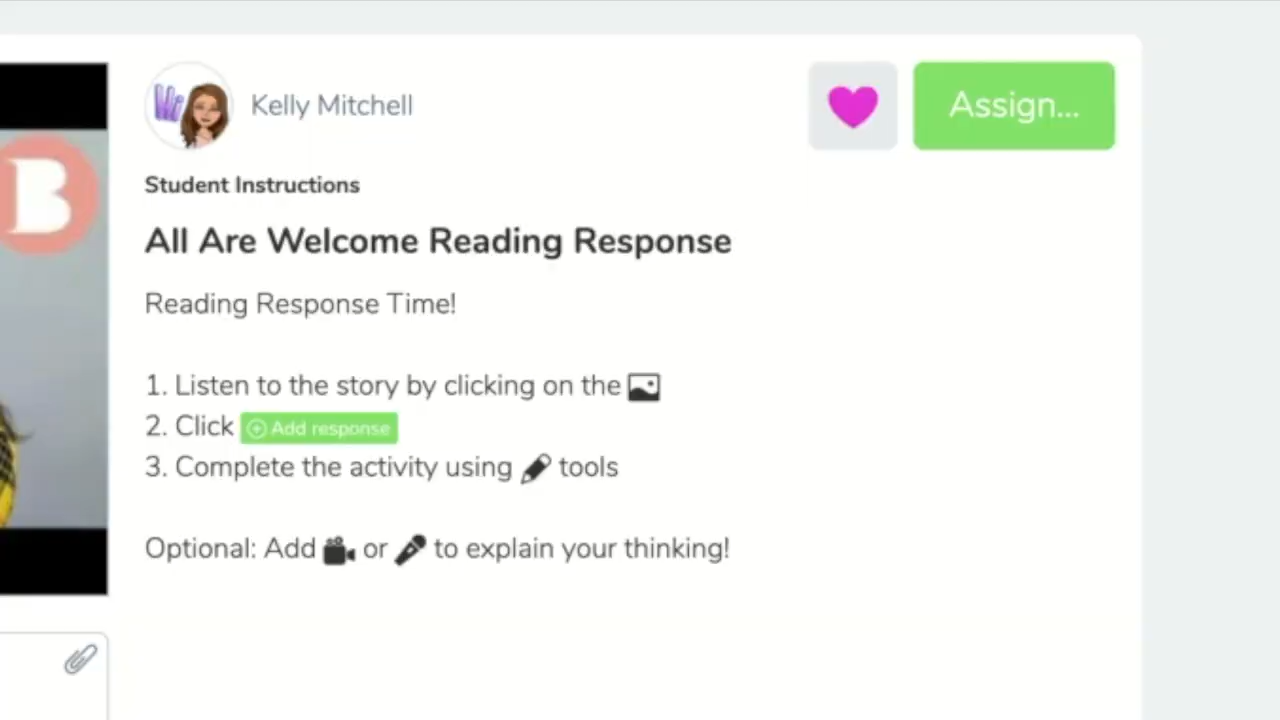 Hi
Kelly Mitchell
Assign...
B
Student Instructions
All Are Welcome Reading Response
Reading Response Time!
1. Listen to the story by clicking on the
2. Click Add response
3. Complete the activity using tools
Optional: Add or to explain your thinking!